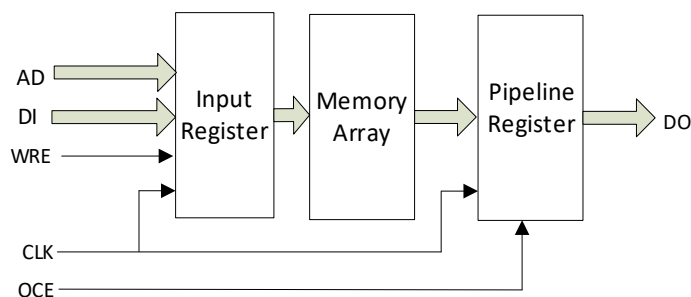 AD
DI
WRE
CLK
OCE
Input
Register
Memory
Array
Pipeline
Register
DO